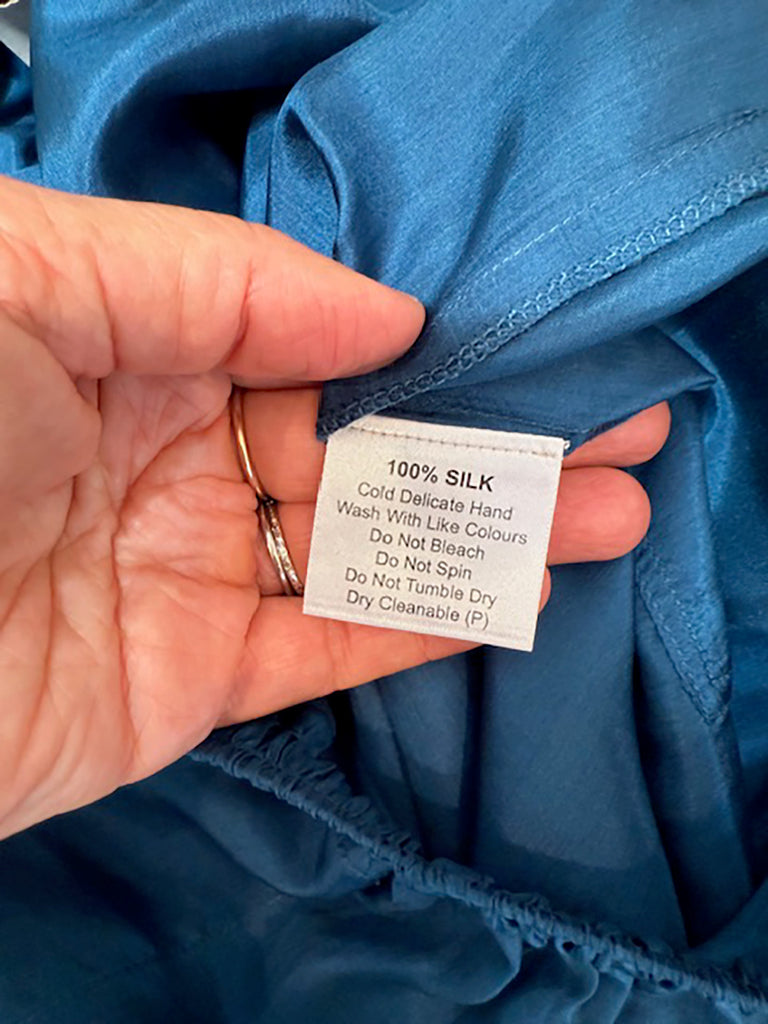 100% SILK
Cold Delicate Hand
Wash With Like Colours
Do Not Bleach
Do Not Spin
Do Not Tumble Dry
Dry Cleanable (P)